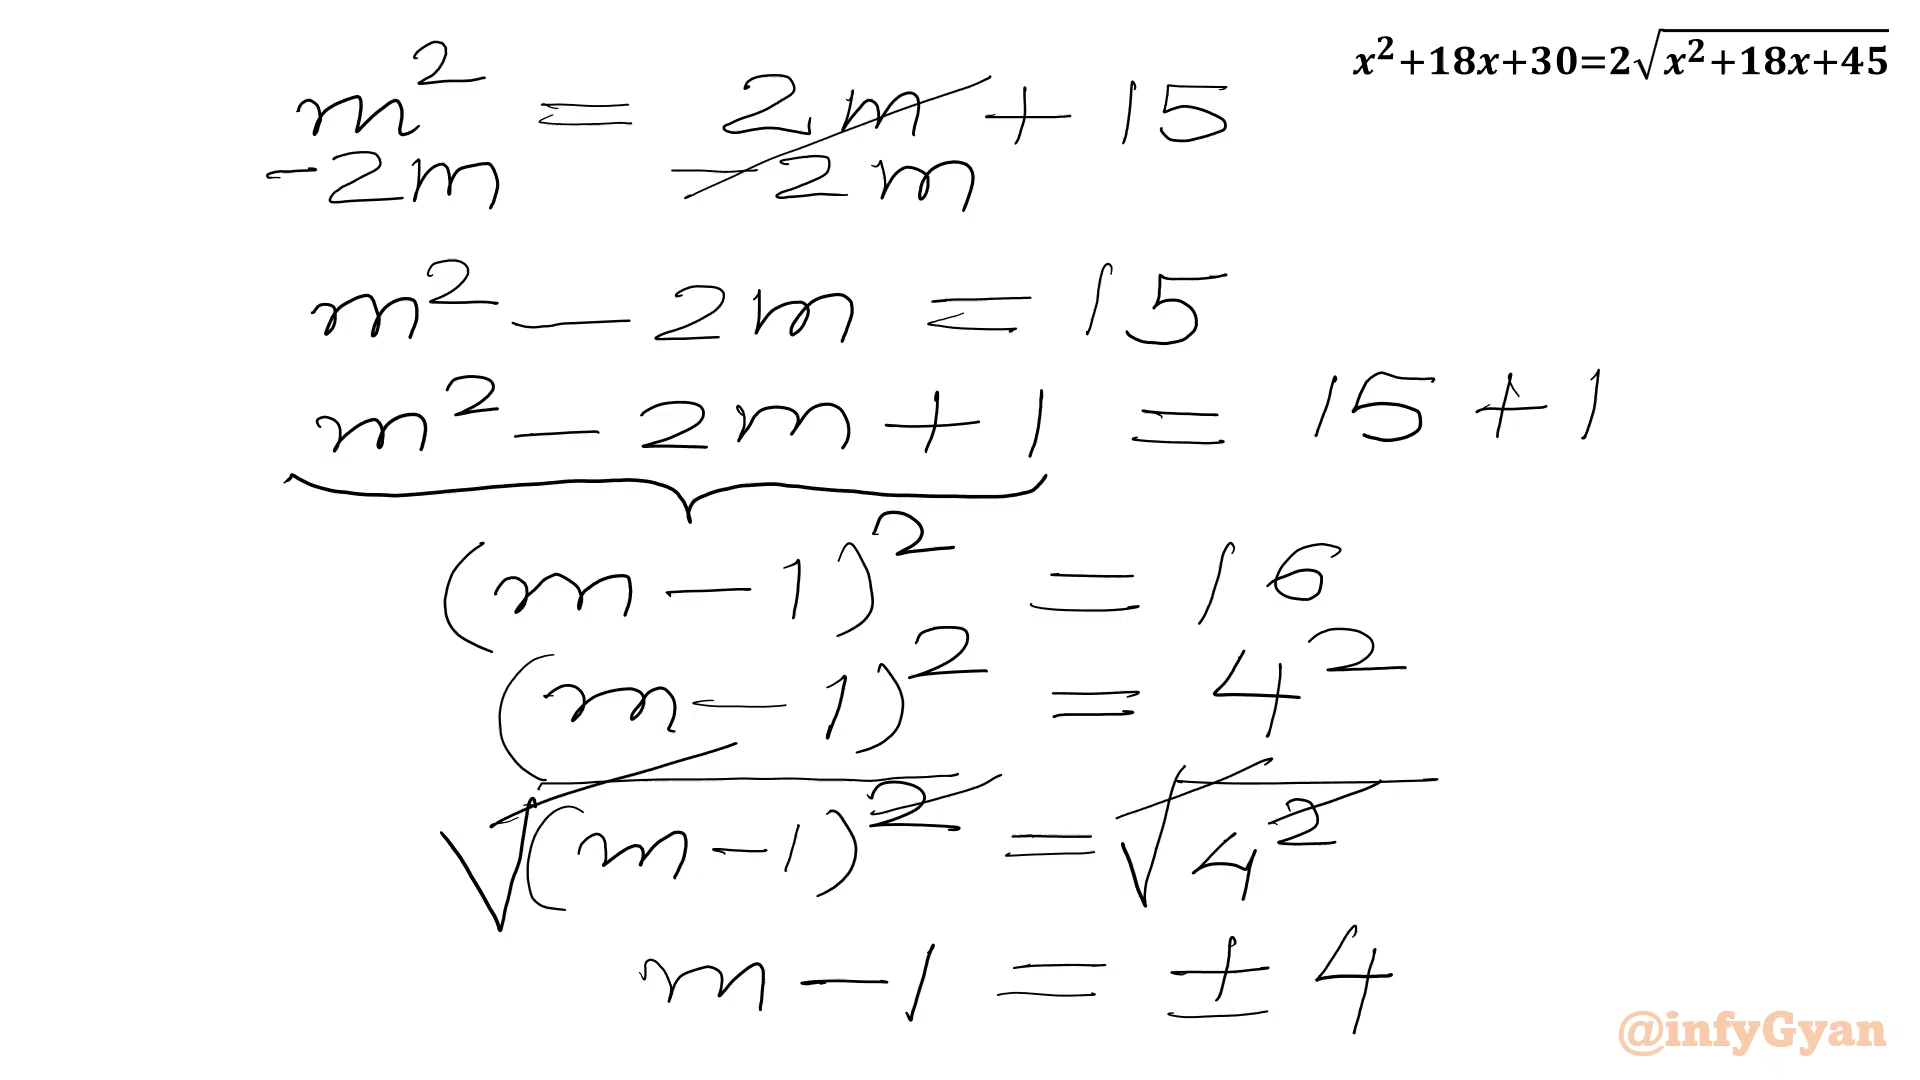 x²+18x+30=2√(x²+18x+45)
m² = 2m + 15
-2m -2m
m² - 2m = 15
m² - 2m + 1 = 15 + 1
(m - 1)² = 16
(m - 1)² = 4²
√(m - 1)² = √4²
m - 1 = ± 4
@infyGyan